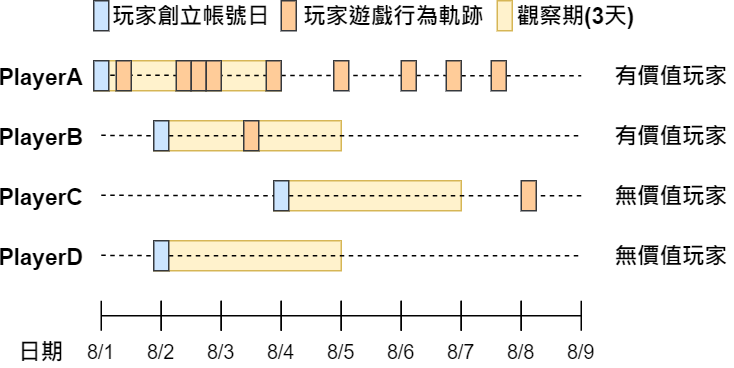 玩家創立帳號日 玩家遊戲行為軌跡 觀察期(3天)
PlayerA 有價值玩家
PlayerB 有價值玩家
PlayerC 無價值玩家
PlayerD 無價值玩家
日期 8/1 8/2 8/3 8/4 8/5 8/6 8/7 8/8 8/9